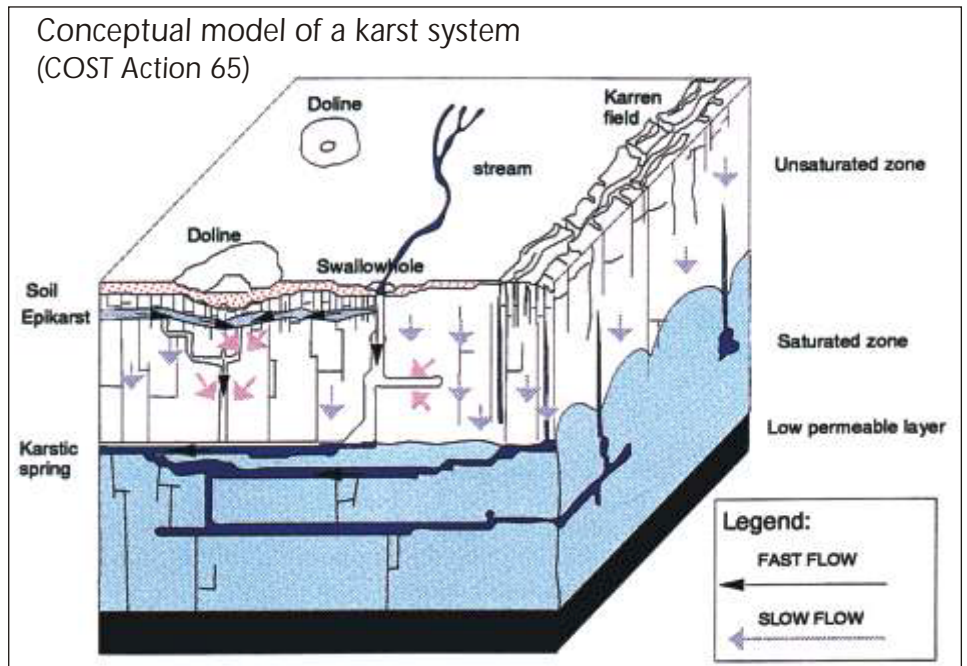 Conceptual model of a karst system
(COST Action 65)
Doline
Karren
field
stream
Unsaturated zone
Doline
Swallowhole
Soil
Epikarst
Saturated zone
Low permeable layer
Karstic
spring
Legend:
FAST FLOW
SLOW FLOW